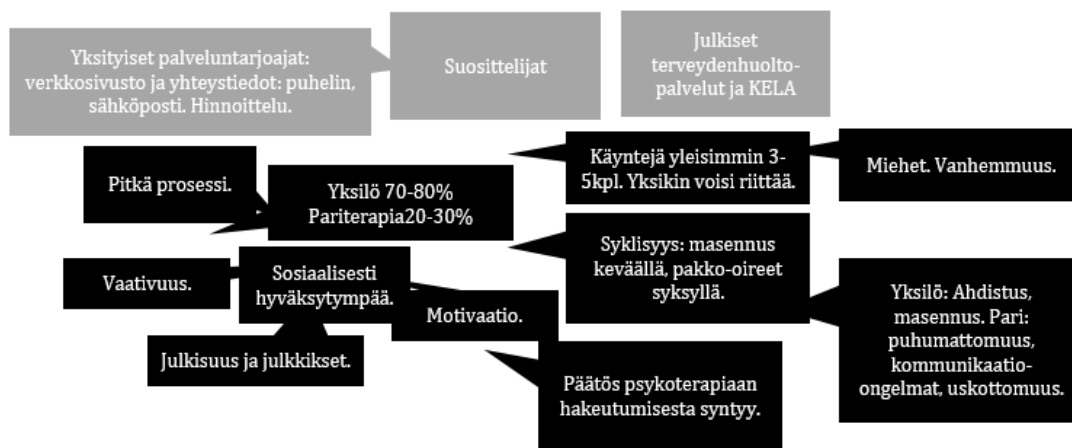 Yksityiset palveluntarjoajat:
verkkosivusto ja yhteystiedot: puhelin,
sähköposti. Hinnoittelu.
Suosittelijat
Julkiset
terveydenhuolto-
palvelut ja KELA
Pitkä prosessi.
Yksilö 70-80%
Pariterapia20-30%
Käyntejä yleisimmin 3-
5kpl. Yksikin voisi riittää.
Miehet. Vanhemmuus.
Vaativuus.
Sosiaalisesti
hyväksytympää.
Syklisyys: masennus
keväällä, pakko-oireet
syksyllä.
Motivaatio.
Yksilö: Ahdistus,
masennus. Pari:
puhumattomuus,
kommunikaatio-
ongelmat, uskottomuus.
Julkisuus ja julkkikset.
Päätös psykoterapiaan
hakeutumisesta syntyy.